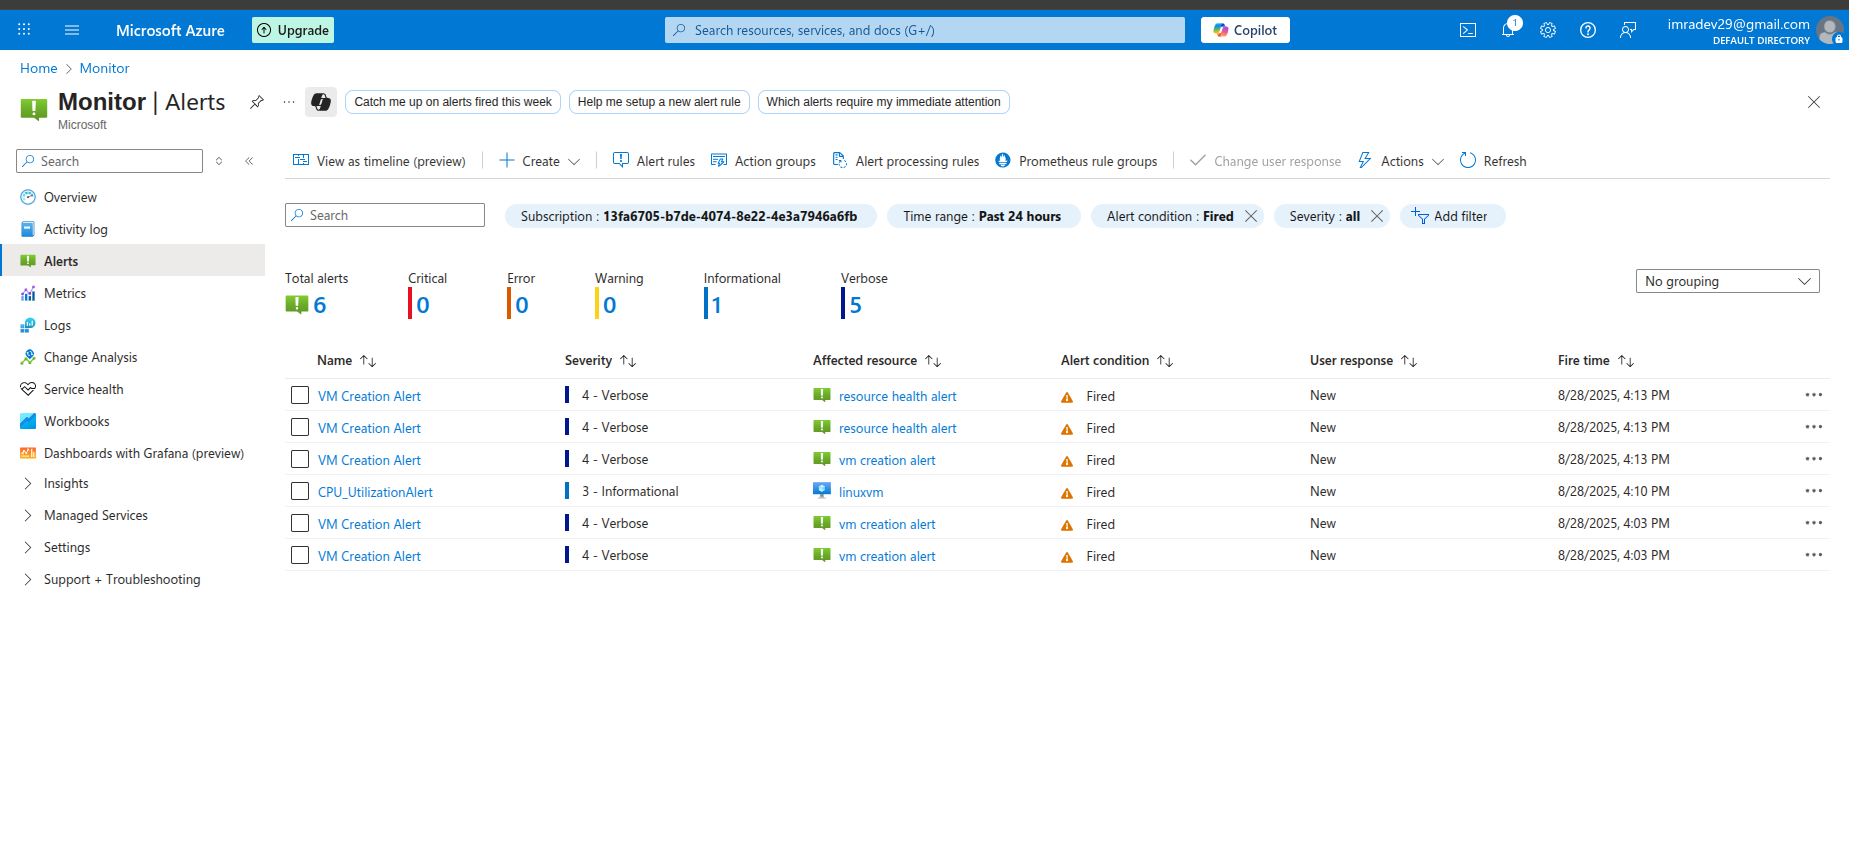 Microsoft Azure
Upgrade
Search resources, services, and docs (G+/)
Copilot
1
imradev29@gmail.com
DEFAULT DIRECTORY
Home > Monitor
Monitor | Alerts
Microsoft
Catch me up on alerts fired this week
Help me setup a new alert rule
Which alerts require my immediate attention
Search
Overview
Activity log
Alerts
Metrics
Logs
Change Analysis
Service health
Workbooks
Dashboards with Grafana (preview)
Insights
Managed Services
Settings
Support + Troubleshooting
View as timeline (preview) Create Alert rules Action groups Alert processing rules Prometheus rule groups Change user response Actions Refresh
Search Subscription : 13fa6705-b7de-4074-8e22-4e3a7946a6fb Time range : Past 24 hours Alert condition : Fired Severity : all Add filter
Total alerts Critical Error Warning Informational Verbose
6 0 0 0 1 5
No grouping
Name Severity Affected resource Alert condition User response Fire time
VM Creation Alert 4 - Verbose resource health alert Fired New 8/28/2025, 4:13 PM
VM Creation Alert 4 - Verbose resource health alert Fired New 8/28/2025, 4:13 PM
VM Creation Alert 4 - Verbose vm creation alert Fired New 8/28/2025, 4:13 PM
CPU_UtilizationAlert 3 - Informational linuxvm Fired New 8/28/2025, 4:10 PM
VM Creation Alert 4 - Verbose vm creation alert Fired New 8/28/2025, 4:03 PM
VM Creation Alert 4 - Verbose vm creation alert Fired New 8/28/2025, 4:03 PM